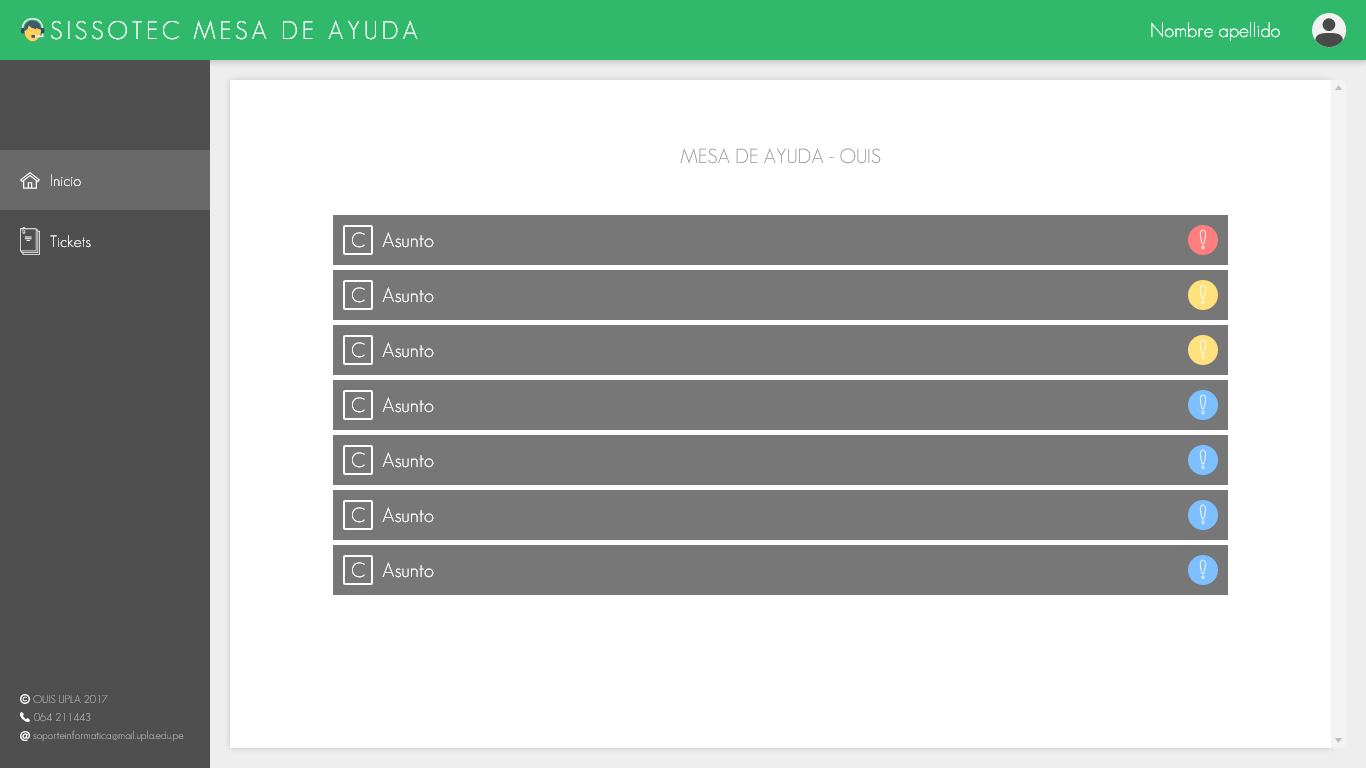 SISSOTEC MESA DE AYUDA
Nombre apellido
Inicio
Tickets
MESA DE AYUDA - OUIS
C Asunto !
C Asunto !
C Asunto !
C Asunto !
C Asunto !
C Asunto !
C Asunto !
© OUIS UPLA 2017
064 211443
@ soporteinformatica@mail.upla.edu.pe